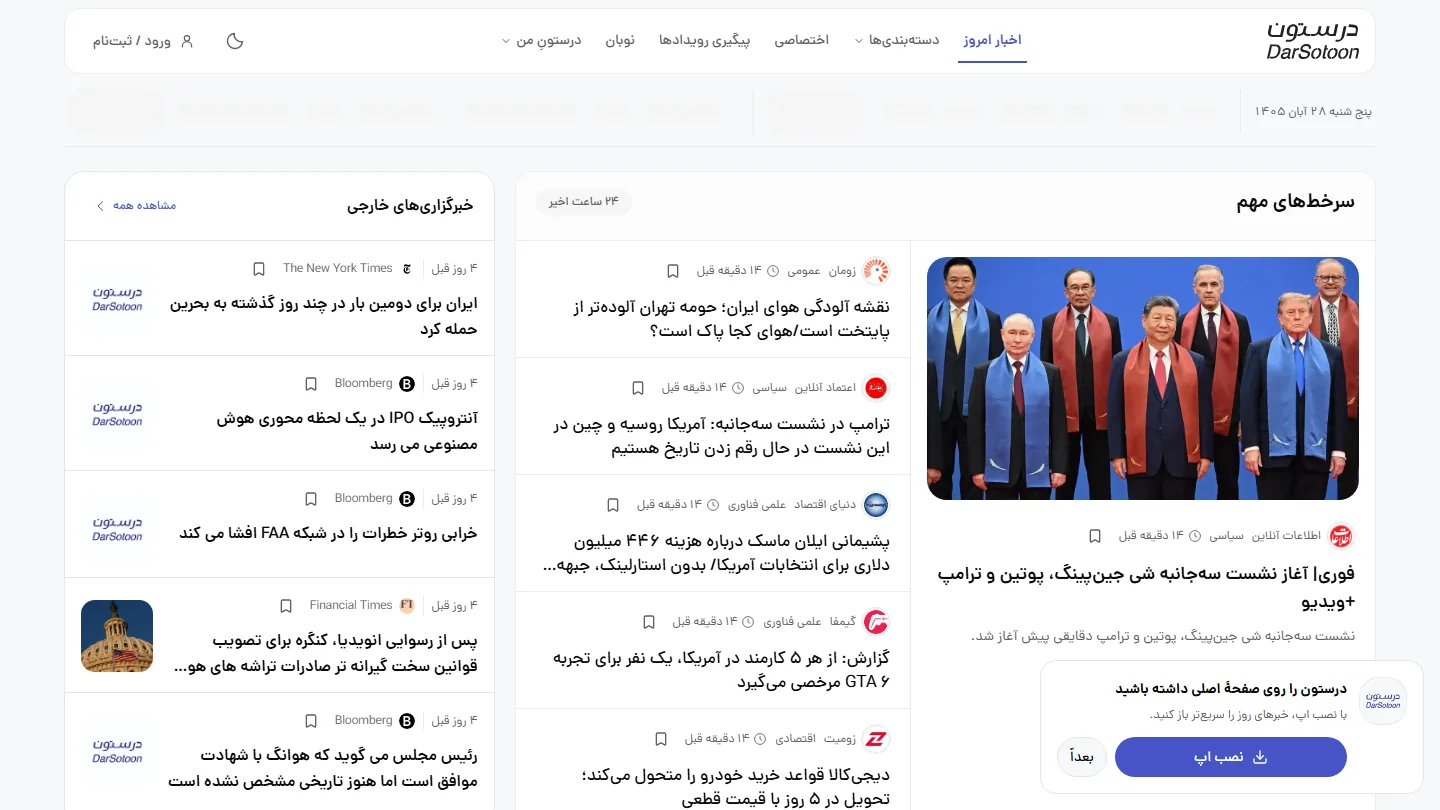 درستون
DarSotoon
اخبار امروز
دسته‌بندی‌ها
اختصاصی
پیگیری رویدادها
نوبان
درستونِ من
ورود / ثبت‌نام
پنج شنبه ۲۸ آبان ۱۴۰۵
سرخط‌های مهم
۲۴ ساعت اخیر
اطلاعات آنلاین سیاسی ۱۴ دقیقه قبل
فوری| آغاز نشست سه‌جانبه شی جین‌پینگ، پوتین و ترامپ
+ویدیو
نشست سه‌جانبه شی جین‌پینگ، پوتین و ترامپ دقایقی پیش آغاز شد.
زومان عمومی ۱۴ دقیقه قبل
نقشه آلودگی هوای ایران؛ حومه تهران آلوده‌تر از
پایتخت است/هوای کجا پاک است؟
اعتماد آنلاین سیاسی ۱۴ دقیقه قبل
ترامپ در نشست سه‌جانبه: آمریکا روسیه و چین در
این نشست در حال رقم زدن تاریخ هستیم
دنیای اقتصاد علمی فناوری ۱۴ دقیقه قبل
پشیمانی ایلان ماسک درباره هزینه ۴۴۶ میلیون
دلاری برای انتخابات آمریکا/ بدون استارلینک، جبهه...
گیمفا علمی فناوری ۱۴ دقیقه قبل
گزارش: از هر ۵ کارمند در آمریکا، یک نفر برای تجربه
GTA ۶ مرخصی می‌گیرد
زومیت اقتصادی ۱۴ دقیقه قبل
دیجی‌کالا قواعد خرید خودرو را متحول می‌کند؛
تحویل در ۵ روز با قیمت قطعی
خبرگزاری‌های خارجی
مشاهده همه
۴ روز قبل The New York Times
ایران برای دومین بار در چند روز گذشته به بحرین
حمله کرد
درستون
DarSotoon
۴ روز قبل Bloomberg
آنتروپیک IPO در یک لحظه محوری هوش
مصنوعی می رسد
درستون
DarSotoon
۴ روز قبل Bloomberg
خرابی روتر خطرات را در شبکه FAA افشا می کند
درستون
DarSotoon
۴ روز قبل FT Financial Times
پس از رسوایی انویدیا، کنگره برای تصویب
قوانین سخت گیرانه تر صادرات تراشه های هو...
۴ روز قبل Bloomberg
رئیس مجلس می گوید که هوانگ با شهادت
موافق است اما هنوز تاریخی مشخص نشده است
درستون
DarSotoon
درستون
DarSotoon
درستون را روی صفحهٔ اصلی داشته باشید
با نصب اپ، خبرهای روز را سریع‌تر باز کنید.
نصب اپ
بعداً